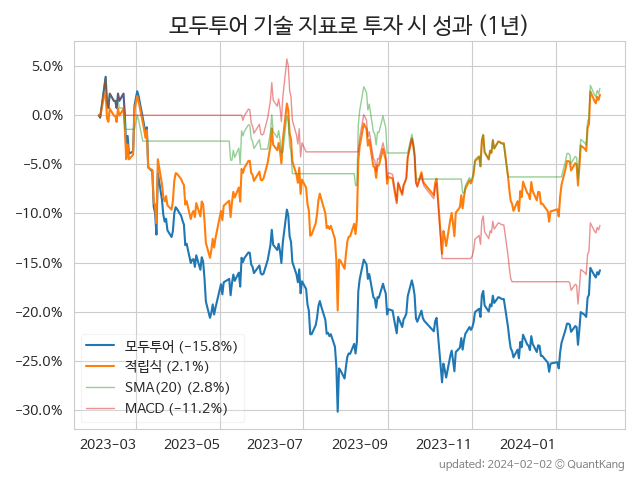 모두투어 기술 지표로 투자 시 성과 (1년)
5.0%
0.0%
−5.0%
−10.0%
−15.0%
−20.0%
−25.0%
−30.0%
모두투어 (−15.8%)
적립식 (2.1%)
SMA(20) (2.8%)
MACD (−11.2%)
2023−03 2023−05 2023−07 2023−09 2023−11 2024−01
updated: 2024−02−02 © QuantKang